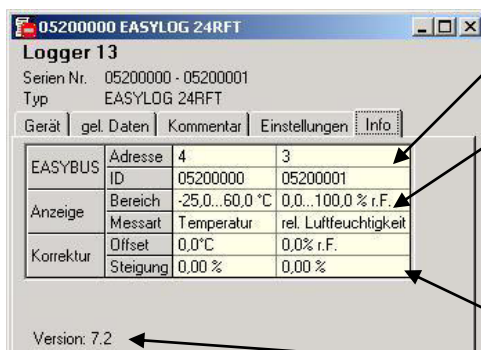 05200000 EASYLOG 24RFT
Logger 13
Serien Nr. 05200000 - 05200001
Typ EASYLOG 24RFT
Gerät gel. Daten Kommentar Einstellungen Info
EASYBUS Adresse 4 3
ID 05200000 05200001
Anzeige Bereich -25,0...60,0 °C 0,0...100,0 % r.F.
Messart Temperatur rel. Luftfeuchtigkeit
Korrektur Offset 0,0°C 0,0% r.F.
Steigung 0,00 % 0,00 %
Version: 7.2